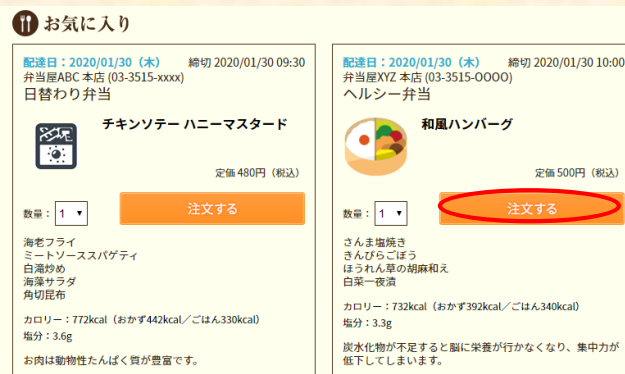 お気に入り
配達日：2020/01/30（木） 締切 2020/01/30 09:30
弁当屋ABC 本店 (03-3515-xxxx)
日替わり弁当
チキンソテー ハニーマスタード
定価 480円（税込）
数量： 1 注文する
海老フライ
ミートソーススパゲティ
白滝炒め
海藻サラダ
角切昆布
カロリー：772kcal（おかず442kcal／ごはん330kcal）
塩分：3.6g
お肉は動物性たんぱく質が豊富です。
配達日：2020/01/30（木） 締切 2020/01/30 10:00
弁当屋XYZ 本店 (03-3515-OOOO)
ヘルシー弁当
和風ハンバーグ
定価 500円（税込）
数量： 1 注文する
さんま塩焼き
きんぴらごぼう
ほうれん草の胡麻和え
白菜一夜漬
カロリー：732kcal（おかず392kcal／ごはん340kcal）
塩分：3.3g
炭水化物が不足すると脳に栄養が行かなくなり、集中力が
低下してしまいます。